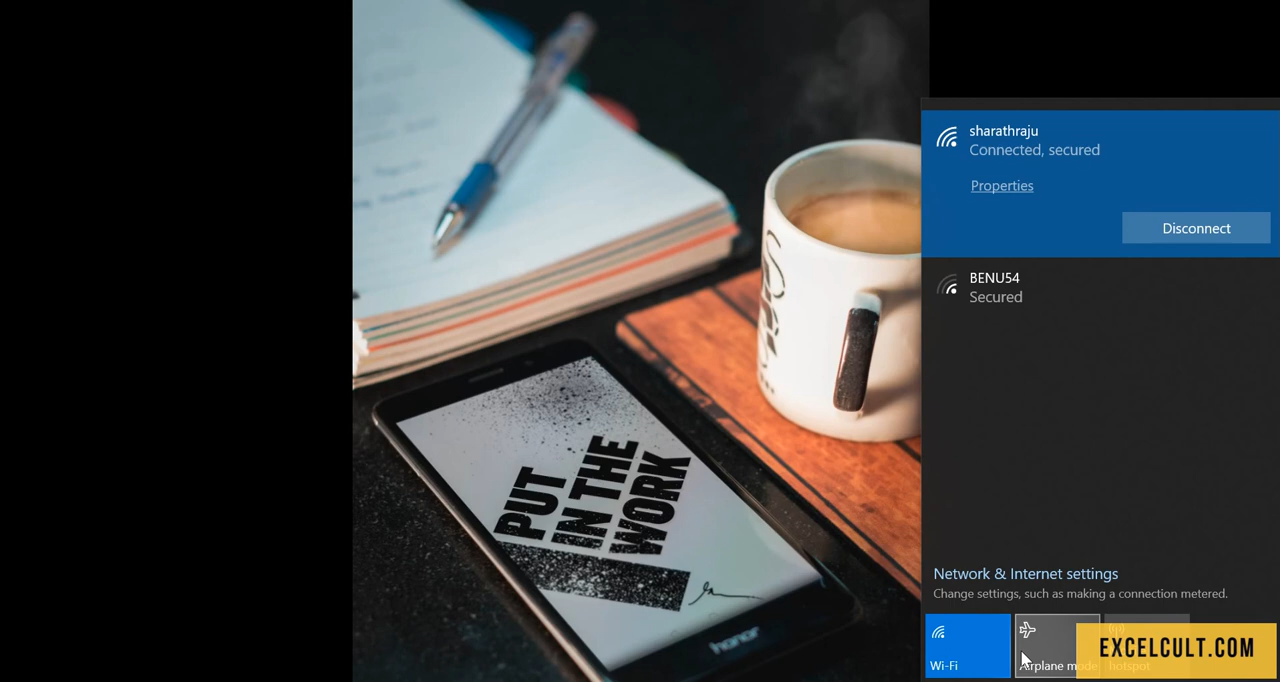 sharathraju
Connected, secured
Properties
Disconnect
BENU54
Secured
PUT
IN THE
WORK
honor
Network & Internet settings
Change settings, such as making a connection metered.
Wi-Fi
Airplane mode
hotspot
EXCELCULT.COM